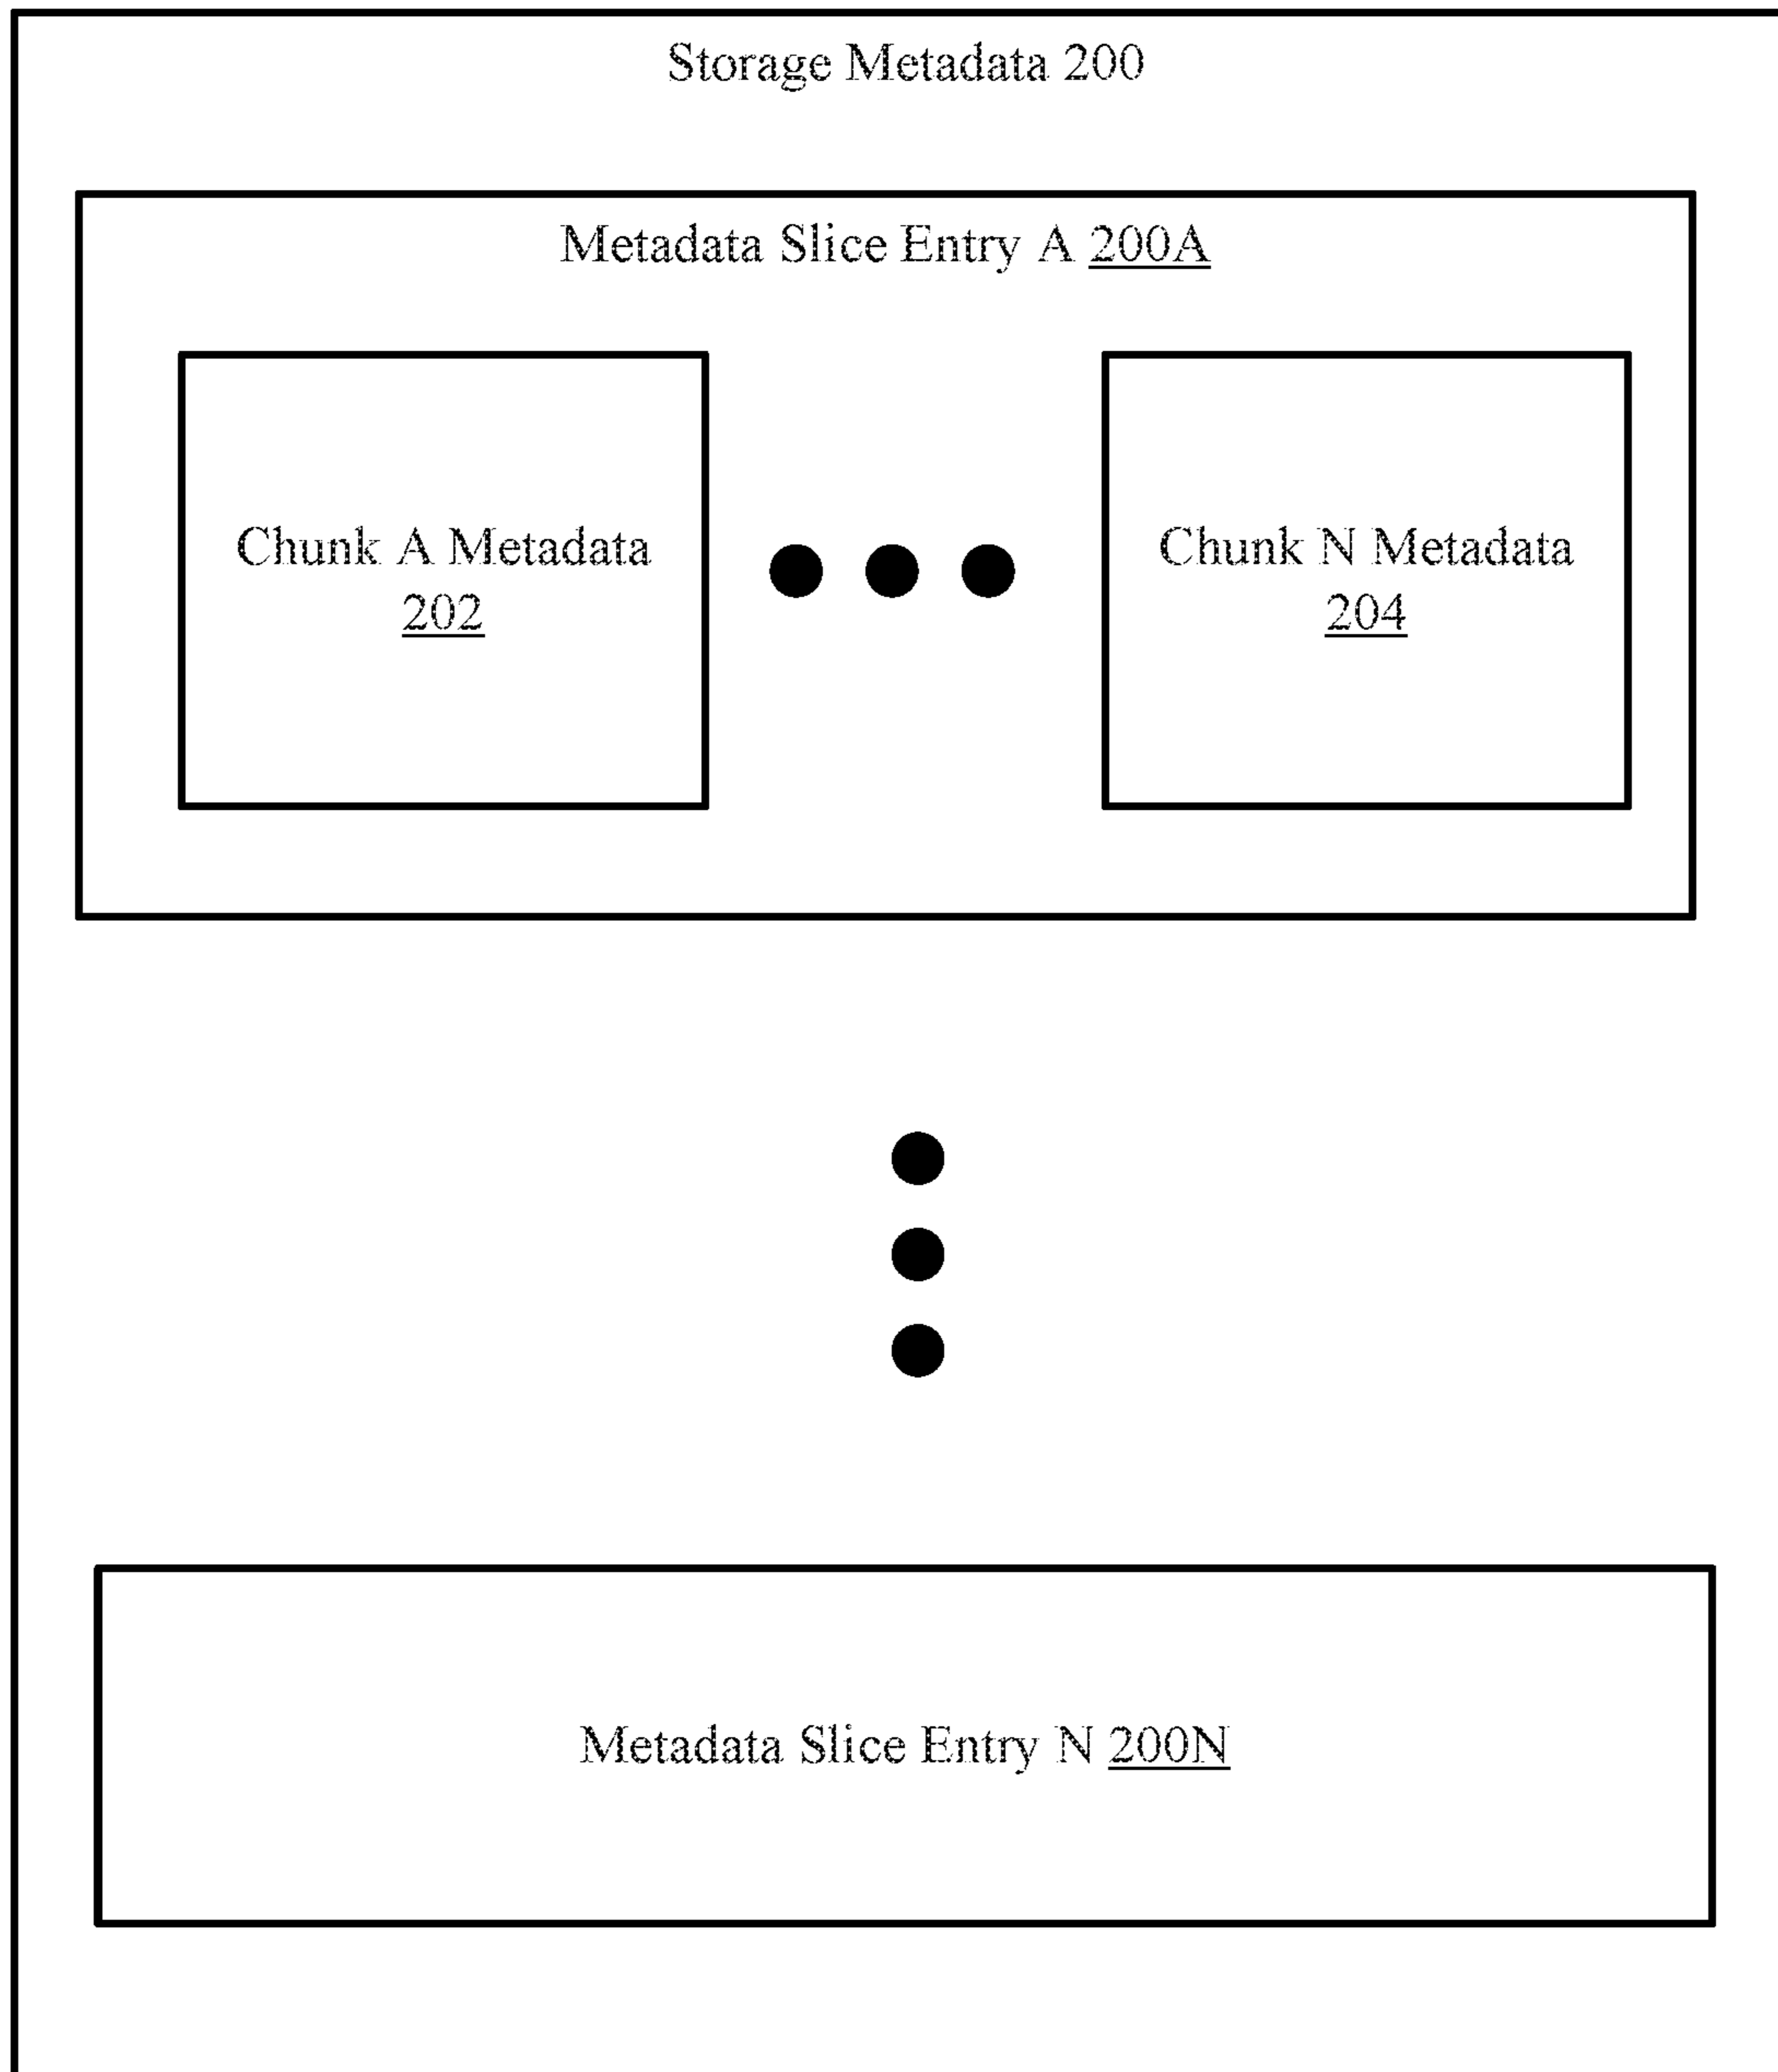 Storage Metadata 200
Metadata Slice Entry A 200A
Chunk A Metadata
202
Chunk N Metadata
204
Metadata Slice Entry N 200N